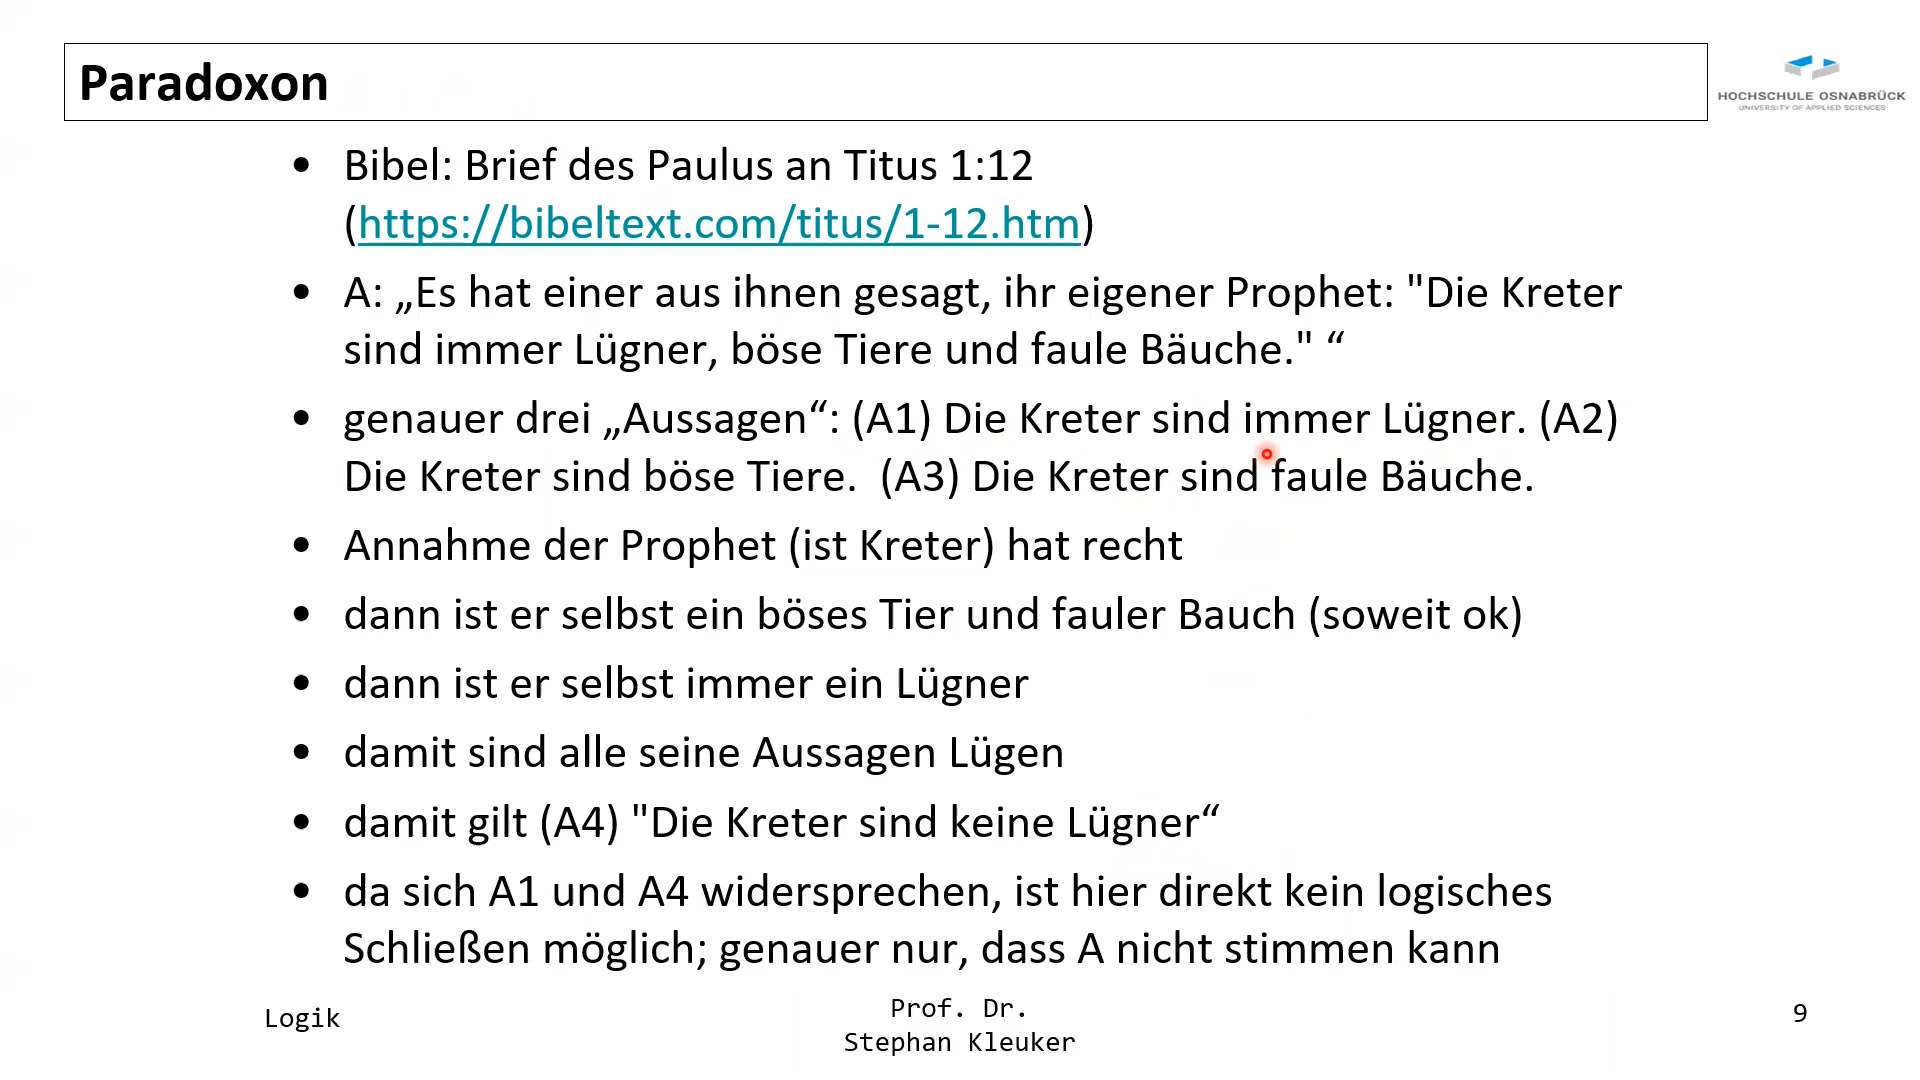 Paradoxon
HOCHSCHULE OSNABRÜCK
UNIVERSITY OF APPLIED SCIENCES
• Bibel: Brief des Paulus an Titus 1:12
(https://bibeltext.com/titus/1-12.htm)
• A: „Es hat einer aus ihnen gesagt, ihr eigener Prophet: "Die Kreter
sind immer Lügner, böse Tiere und faule Bäuche." “
• genauer drei „Aussagen“: (A1) Die Kreter sind immer Lügner. (A2)
Die Kreter sind böse Tiere.  (A3) Die Kreter sind faule Bäuche.
• Annahme der Prophet (ist Kreter) hat recht
• dann ist er selbst ein böses Tier und fauler Bauch (soweit ok)
• dann ist er selbst immer ein Lügner
• damit sind alle seine Aussagen Lügen
• damit gilt (A4) "Die Kreter sind keine Lügner“
• da sich A1 und A4 widersprechen, ist hier direkt kein logisches
Schließen möglich; genauer nur, dass A nicht stimmen kann
Logik
Prof. Dr.
Stephan Kleuker
9